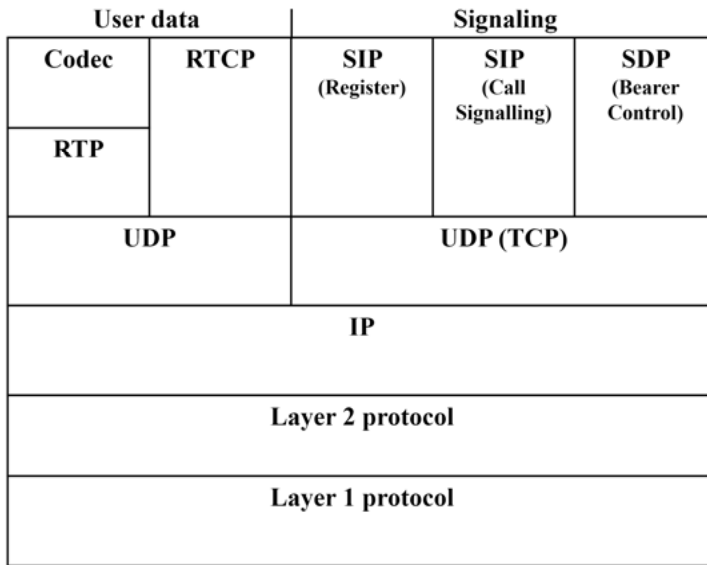 User data
Signaling
Codec
RTCP
SIP
(Register)
SIP
(Call
Signalling)
SDP
(Bearer
Control)
RTP
UDP
UDP (TCP)
IP
Layer 2 protocol
Layer 1 protocol